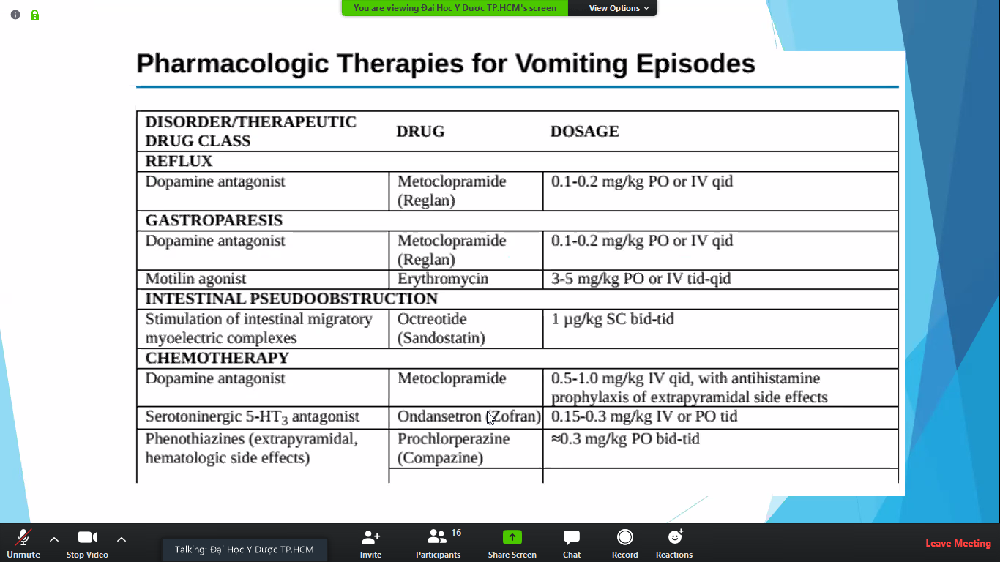 You are viewing Đại Học Y Dược TP.HCM's screen
View Options
E
Pharmacologic Therapies for Vomiting Episodes
DISORDER/THERAPEUTIC
DRUG CLASS
DRUG
DOSAGE
REFLUX
Dopamine antagonist
Metoclopramide
(Reglan)
0.1-0.2 mg/kg PO or IV qid
GASTROPARESIS
Dopamine antagonist
Metoclopramide
(Reglan)
0.1-0.2 mg/kg PO or IV qid
Motilin agonist
Erythromycin
3-5 mg/kg PO or IV tid-qid
INTESTINAL PSEUDOOBSTRUCTION
Stimulation of intestinal migratory
myoelectric complexes
Octreotide
(Sandostatin)
1 µg/kg SC bid-tid
CHEMOTHERAPY
Dopamine antagonist
Metoclopramide
0.5-1.0 mg/kg IV qid, with antihistamine
prophylaxis of extrapyramidal side effects
Serotoninergic 5-HT3 antagonist
Ondansetron (Zofran)
0.15-0.3 mg/kg IV or PO tid
Phenothiazines (extrapyramidal,
hematologic side effects)
Prochlorperazine
(Compazine)
≈0.3 mg/kg PO bid-tid
Unmute
Stop Video
Talking: Đại Học Y Dược TP.HCM
Invite
16
Participants
Share Screen
Chat
Record
Reactions
Leave Meeting